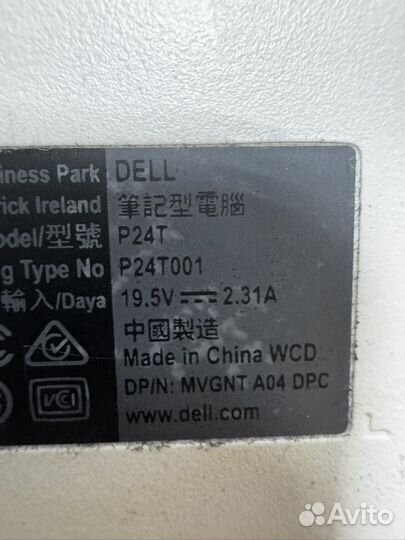 iness Park DELL
rick Ireland 筆記型電腦
odel/型號 P24T
g Type No P24T001
輸入/Daya 19.5V 2.31A
中國製造
Made in China WCD
VCI DP/N: MVGNT A04 DPC
www.dell.com
Avito